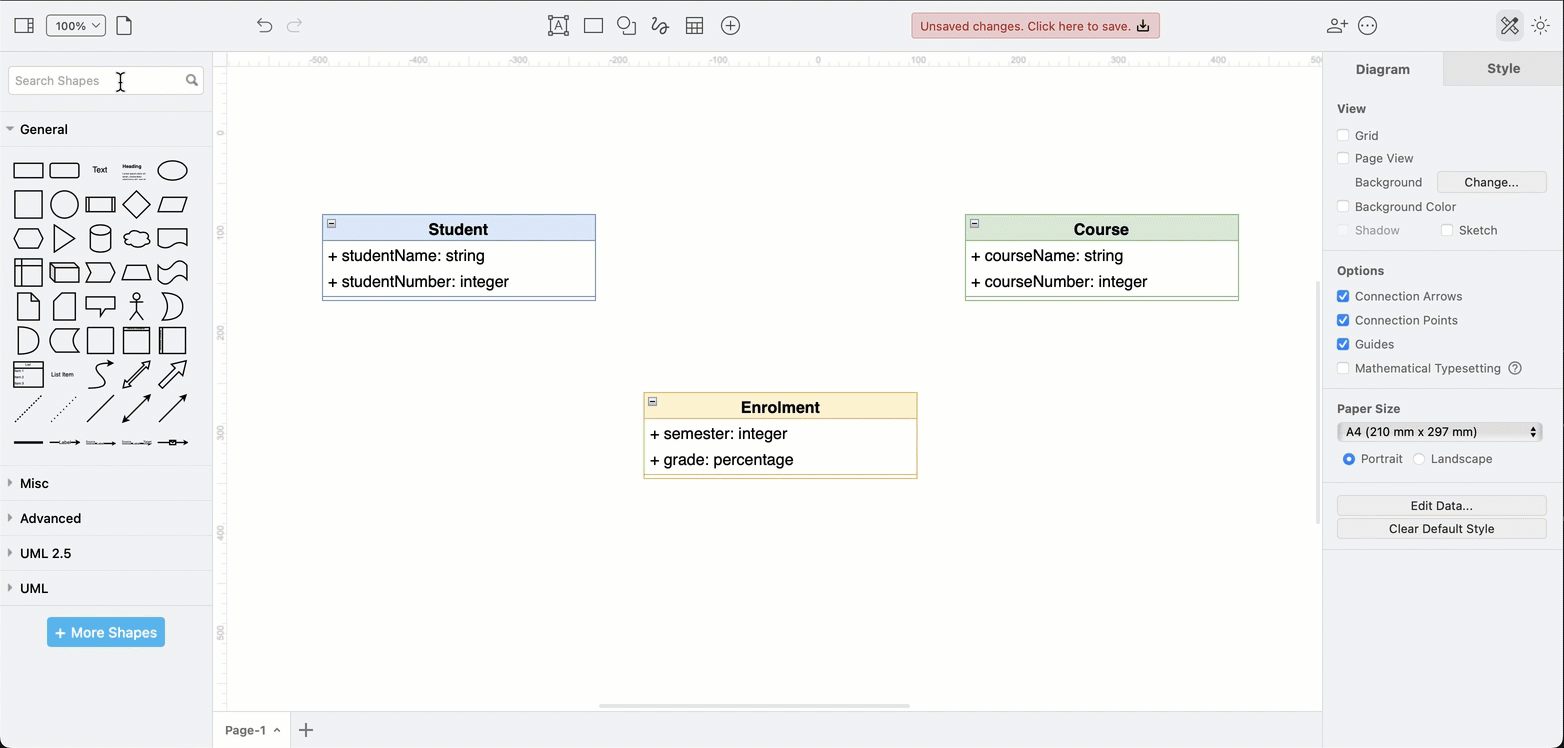 100%
Unsaved changes. Click here to save.
Search Shapes
General
Text
Heading
List Item
Label
Misc
Advanced
UML 2.5
UML
+ More Shapes
-500 -400 -300 -200 -100 0 100 200 300 400 500
0
100
200
300
400
500
Student
+ studentName: string
+ studentNumber: integer
Course
+ courseName: string
+ courseNumber: integer
Enrolment
+ semester: integer
+ grade: percentage
Page-1
Diagram
Style
View
Grid
Page View
Background Change...
Background Color
Shadow Sketch
Options
Connection Arrows
Connection Points
Guides
Mathematical Typesetting ?
Paper Size
A4 (210 mm x 297 mm)
Portrait Landscape
Edit Data...
Clear Default Style